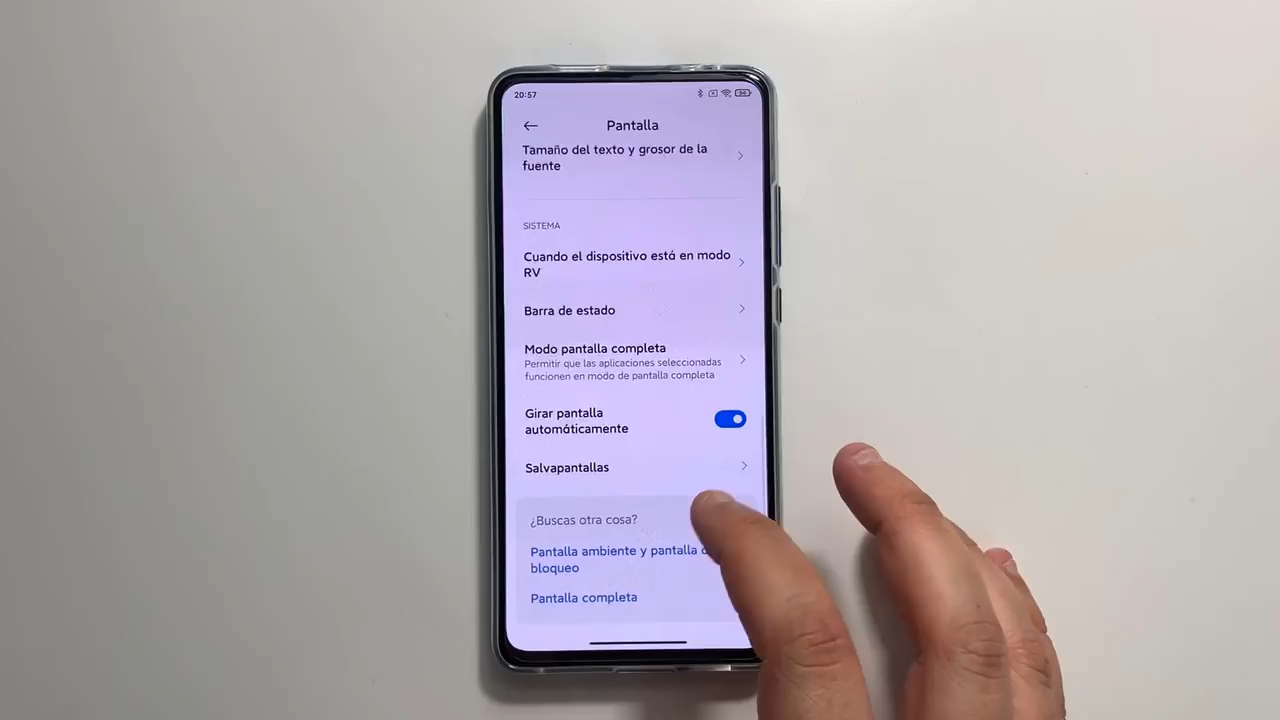 20:57
Pantalla
Tamaño del texto y grosor de la
fuente
SISTEMA
Cuando el dispositivo está en modo
RV
Barra de estado
Modo pantalla completa
Permitir que las aplicaciones seleccionadas
funcionen en modo de pantalla completa
Girar pantalla
automáticamente
Salvapantallas
¿Buscas otra cosa?
Pantalla ambiente y pantalla
bloqueo
Pantalla completa